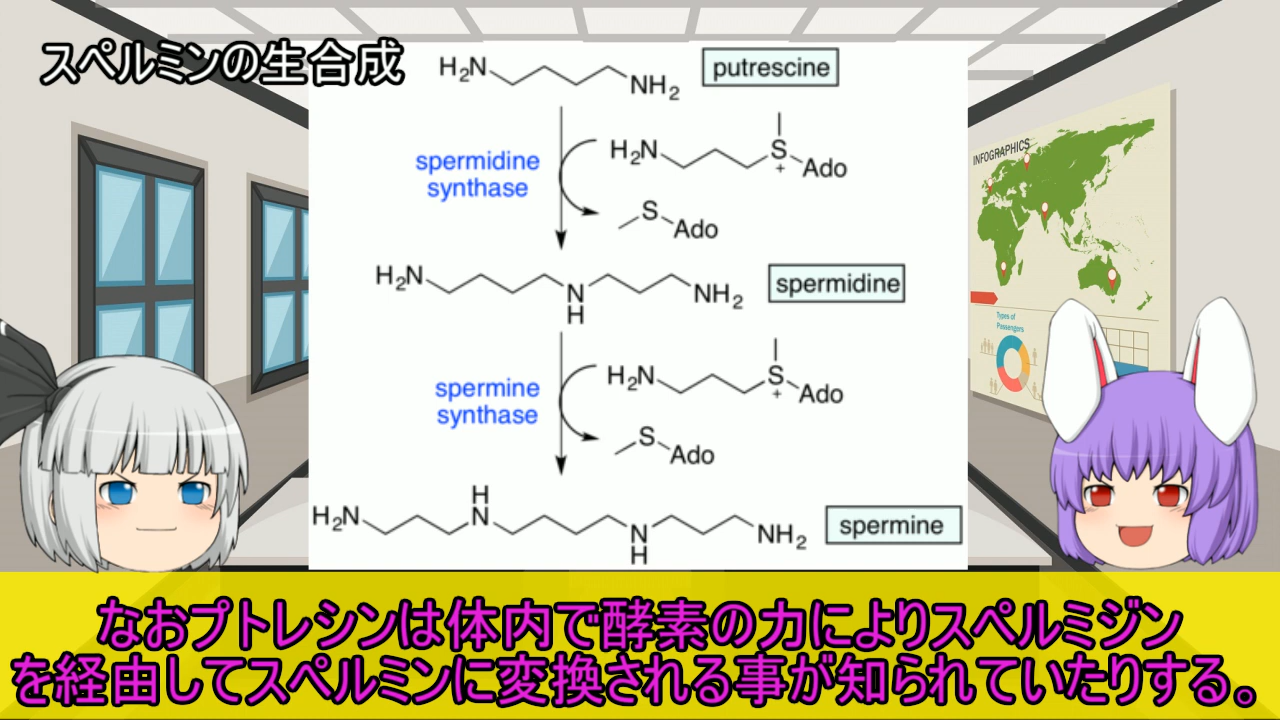 スペルミンの生合成
H₂N NH₂ putrescine
spermidine
synthase
H₂N S + Ado
S Ado
H₂N N H NH₂ spermidine
spermine
synthase
H₂N S + Ado
S Ado
H₂N H N N H NH₂ spermine
INFOGRAPHICS
Types of
Passengers
なおプトレシンは体内で酵素の力によりスペルミジン
を経由してスペルミンに変換される事が知られていたりする。